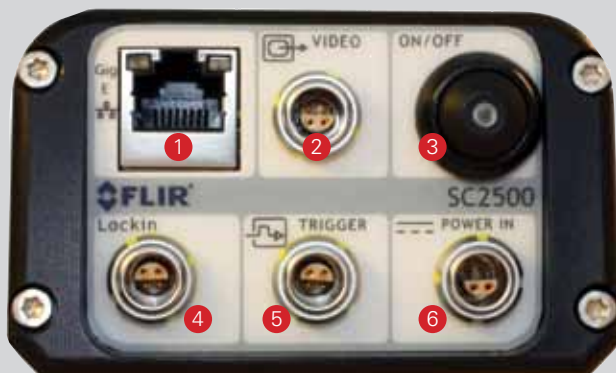 Gig
E
VIDEO
ON/OFF
1
2
3
FLIR
SC2500
Lockin
TRIGGER
POWER IN
4
5
6